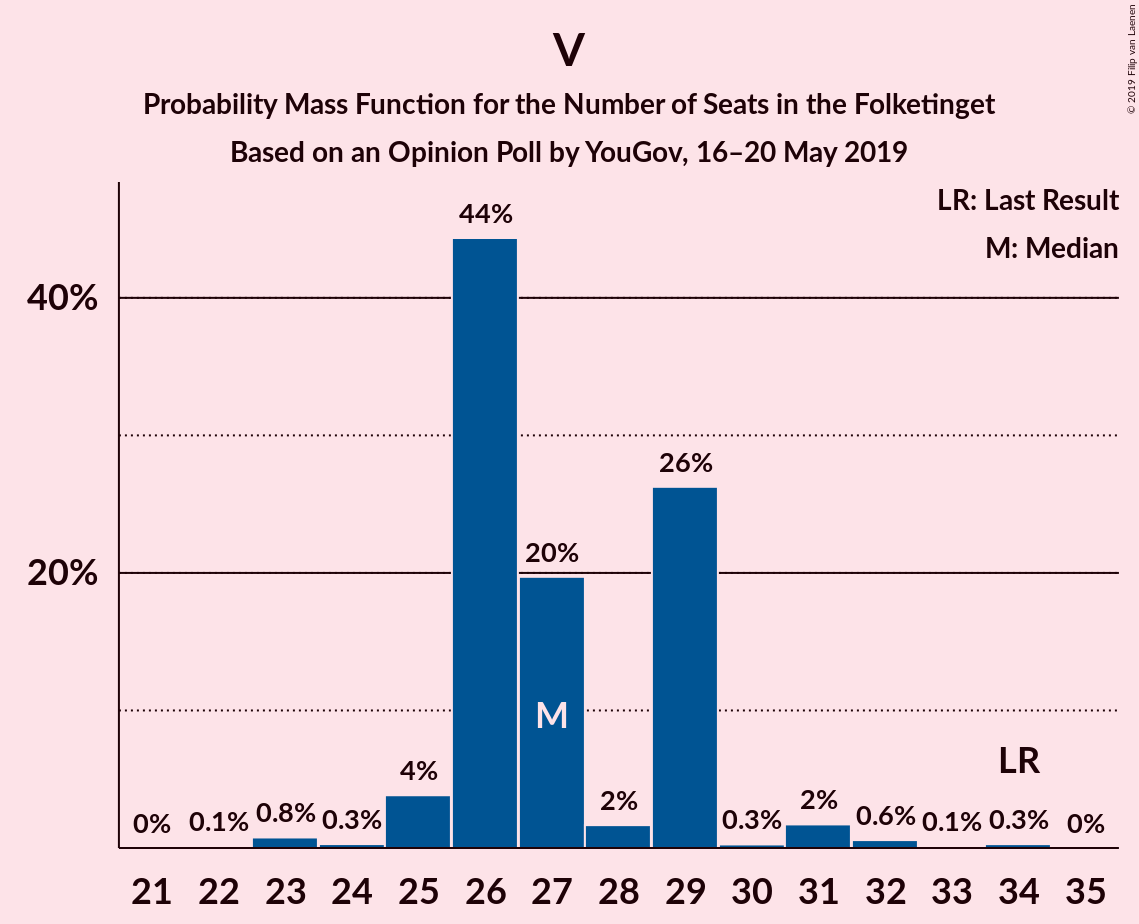 V
Probability Mass Function for the Number of Seats in the Folketinget
Based on an Opinion Poll by YouGov, 16–20 May 2019
© 2019 Filip van Laenen
LR: Last Result
M: Median
40%
20%
0%
0.1%
0.8%
0.3%
4%
44%
20%
2%
26%
0.3%
2%
0.6%
0.1%
0.3%
0%
M
LR
21 22 23 24 25 26 27 28 29 30 31 32 33 34 35